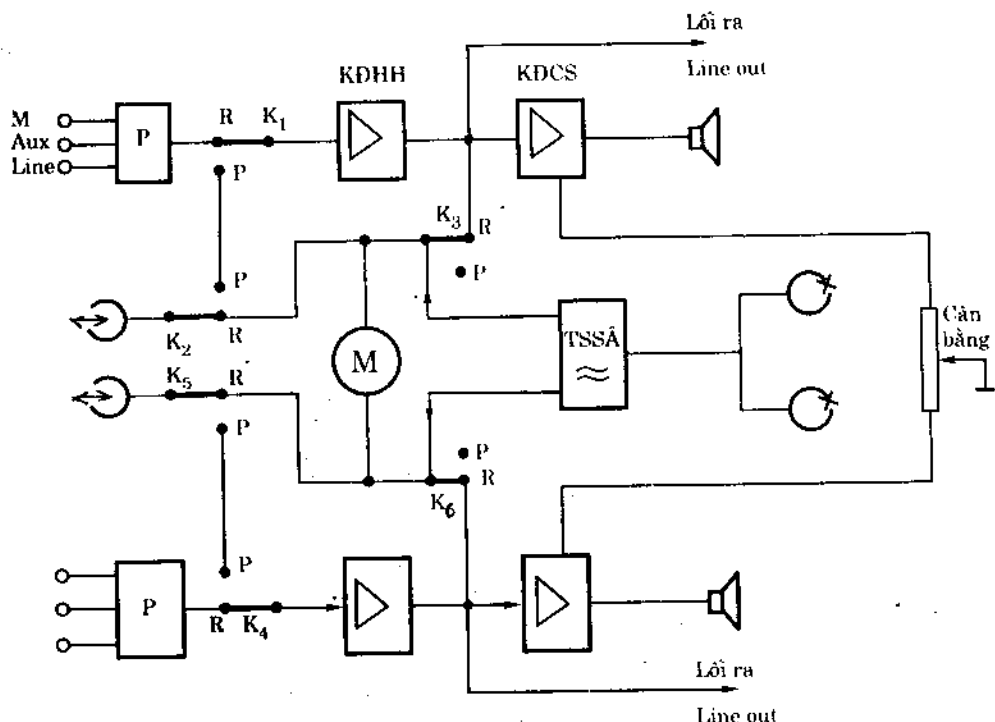 Lối ra
Line out
KĐHH
KĐCS
M
Aux
Line
P
R
K1
P
K3
R
P
P
K2
R
TSSÂ
Cân
bằng
M
K5
R
P
P
R
K6
P
P
R
K4
Lối ra
Line out